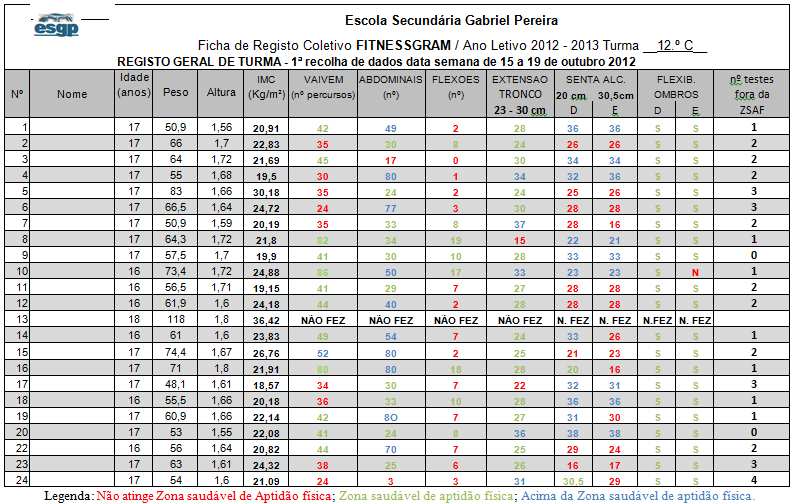 esgp
Escola Secundária Gabriel Pereira
Ficha de Registo Coletivo FITNESSGRAM / Ano Letivo 2012 - 2013 Turma __12.º C__
REGISTO GERAL DE TURMA - 1ª recolha de dados data semana de 15 a 19 de outubro 2012
Nº Nome Idade (anos) Peso Altura IMC (Kg/m²) VAIVEM (nº percursos) ABDOMINAIS (nº) FLEXOES (nº) EXTENSAO TRONCO 23 - 30 cm SENTA ALC. 20 cm D 30,5cm E FLEXIB. OMBROS D E nº testes fora da ZSAF
1 17 50,9 1,56 20,91 42 49 2 28 36 36 S S 1
2 17 66 1,7 22,83 35 30 8 24 26 26 S S 2
3 17 64 1,72 21,69 45 17 0 30 34 34 S S 2
4 17 55 1,68 19,5 30 80 1 34 32 36 S S 2
5 17 83 1,66 30,18 35 24 2 24 25 26 S S 3
6 17 66,5 1,64 24,72 24 77 3 30 28 28 S S 3
7 17 50,9 1,59 20,19 35 33 8 37 28 16 S S 2
8 17 64,3 1,72 21,8 82 34 19 15 22 21 S S 1
9 17 57,5 1,7 19,9 41 30 10 28 33 33 S S 0
10 16 73,4 1,72 24,88 86 50 17 33 23 23 S N 1
11 16 56,5 1,71 19,15 41 29 7 27 28 28 S S 2
12 16 61,9 1,6 24,18 44 40 2 28 28 28 S S 2
13 18 118 1,8 36,42 NÃO FEZ NÃO FEZ NÃO FEZ NÃO FEZ N. FEZ N. FEZ N.FEZ N. FEZ
14 16 61 1,6 23,83 49 54 7 24 33 26 S S 1
15 17 74,4 1,67 26,76 52 80 2 25 21 23 S S 2
16 17 71 1,8 21,91 80 80 18 28 20 16 S S 1
17 17 48,1 1,61 18,57 34 30 7 22 32 31 S S 3
18 16 55,5 1,66 20,18 36 33 10 28 36 36 S S 1
19 17 60,9 1,66 22,14 42 8O 7 27 31 30 S S 1
20 17 53 1,55 22,08 41 24 8 36 38 38 S S 0
22 16 56 1,64 20,82 44 70 7 25 29 24 S S 2
23 17 63 1,61 24,32 38 25 6 26 16 17 S S 3
24 17 54 1,6 21,09 24 3 3 31 30,5 29 S S 4
Legenda: Não atinge Zona saudável de Aptidão física; Zona saudável de aptidão física; Acima da Zona saudável de aptidão física.